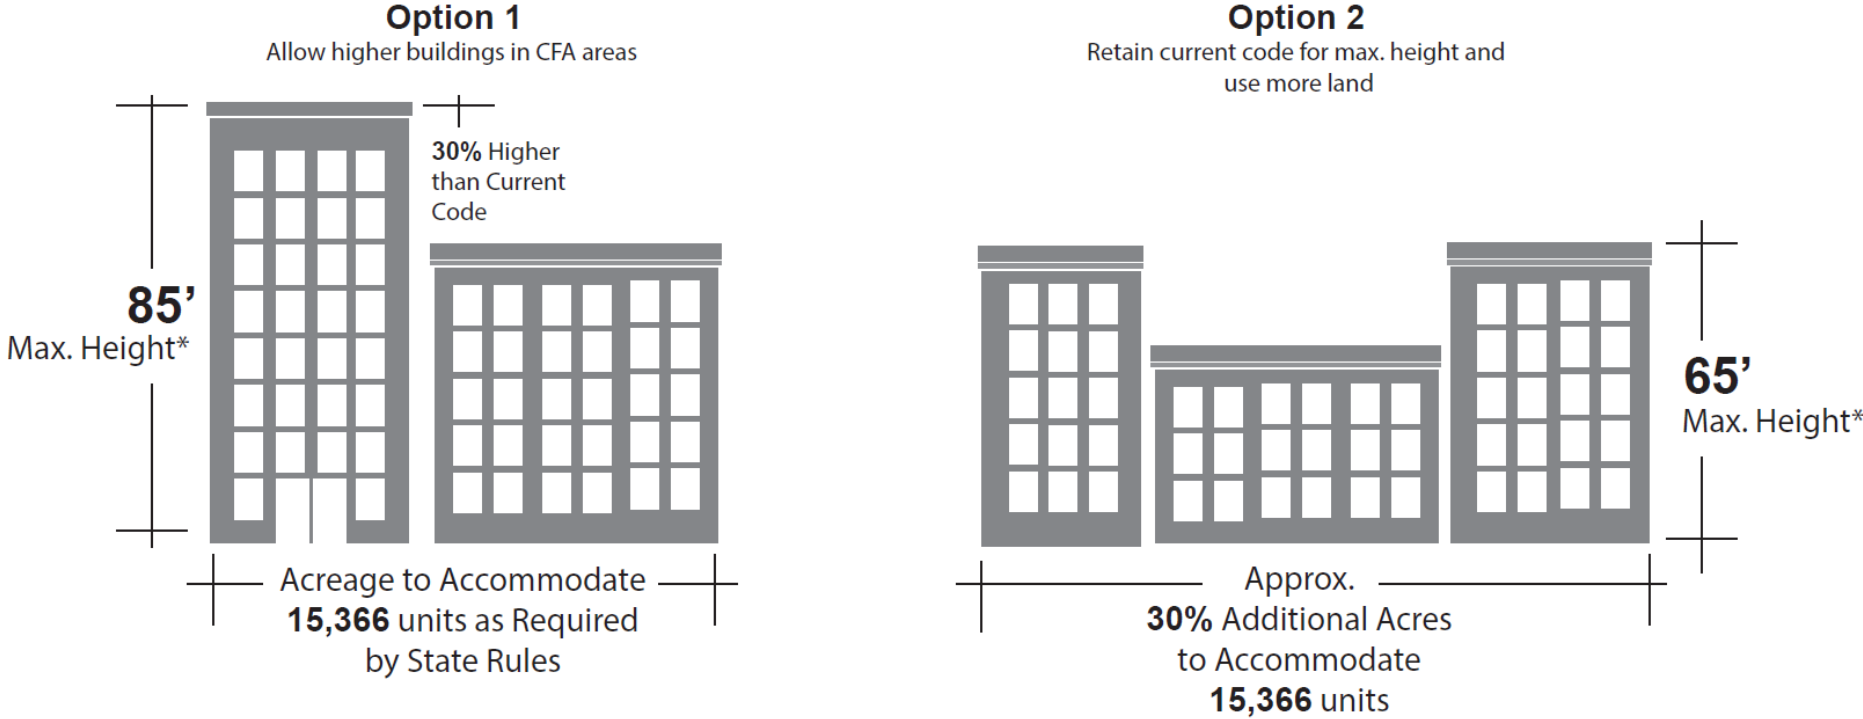 Option 1
Allow higher buildings in CFA areas
30% Higher
than Current
Code
85’
Max. Height*
Acreage to Accommodate
15,366 units as Required
by State Rules
Option 2
Retain current code for max. height and
use more land
65’
Max. Height*
Approx.
30% Additional Acres
to Accommodate
15,366 units